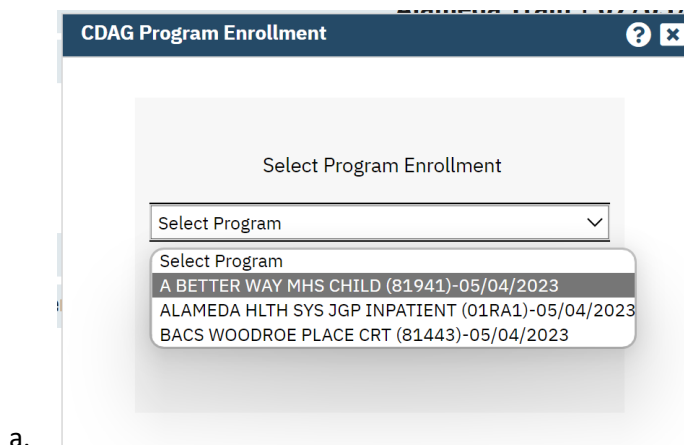 CDAG Program Enrollment
Select Program Enrollment
Select Program
Select Program
A BETTER WAY MHS CHILD (81941)-05/04/2023
ALAMEDA HLTH SYS JGP INPATIENT (01RA1)-05/04/2023
BACS WOODROE PLACE CRT (81443)-05/04/2023
a.